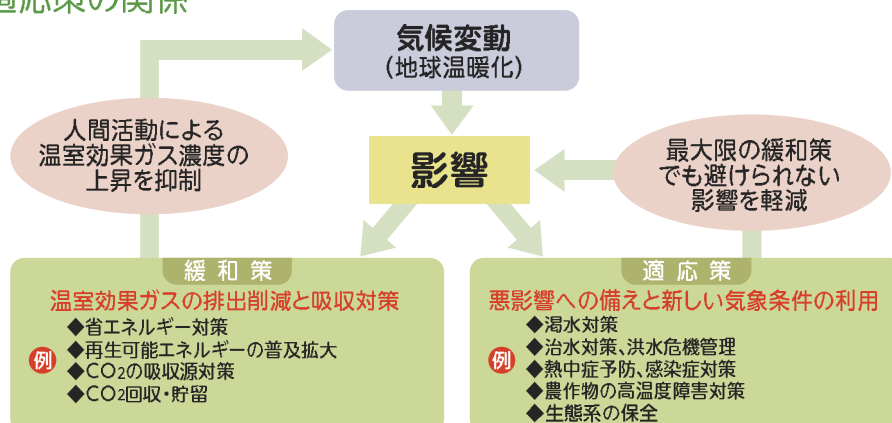 適応策の関係
気候変動
（地球温暖化）
人間活動による
温室効果ガス濃度の
上昇を抑制
影響
最大限の緩和策
でも避けられない
影響を軽減
緩和策
温室効果ガスの排出削減と吸収対策
例
◆省エネルギー対策
◆再生可能エネルギーの普及拡大
◆CO₂の吸収源対策
◆CO₂回収・貯留
適応策
悪影響への備えと新しい気象条件の利用
例
◆渇水対策
◆治水対策、洪水危機管理
◆熱中症予防、感染症対策
◆農作物の高温度障害対策
◆生態系の保全